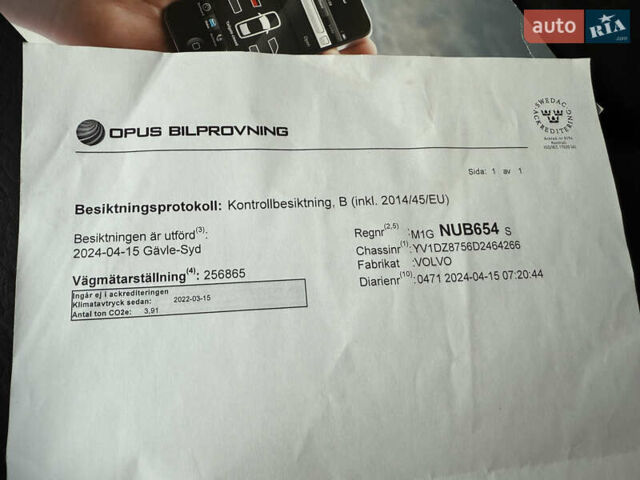 auto RIA
.com
OPUS BILPROVNING
SWEDAC
ACKREDITERING
Sida: 1 av 1
Besiktningsprotokoll: Kontrollbesiktning, B (inkl. 2014/45/EU)
Besiktningen är utförd(3):
2024-04-15 Gävle-Syd
Vägmätarställning(4): 256865
Ingår ej i ackrediteringen
Klimatavtryck sedan: 2022-03-15
Antal ton CO2e: 3,91
Regnr(2,5) :M1G NUB654 S
Chassinr(1):YV1DZ8756D2464266
Fabrikat :VOLVO
Diarienr(10):0471 2024-04-15 07:20:44